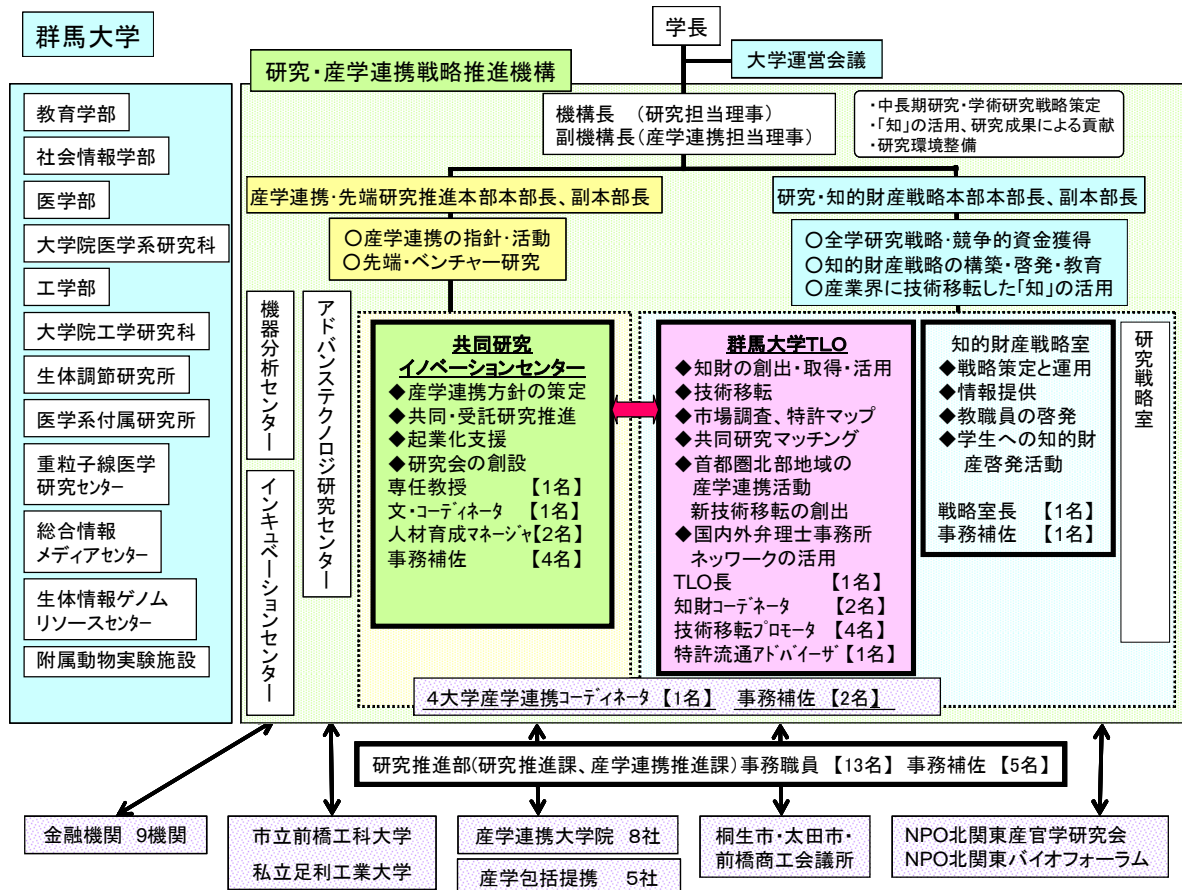 群馬大学
学長
大学運営会議
研究・産学連携戦略推進機構
機構長　(研究担当理事)
副機構長(産学連携担当理事)
・中長期研究・学術研究戦略策定
・「知」の活用、研究成果による貢献
・研究環境整備
教育学部
社会情報学部
医学部
大学院医学系研究科
工学部
大学院工学研究科
生体調節研究所
医学系付属研究所
重粒子線医学
研究センター
総合情報
メディアセンター
生体情報ゲノム
リソースセンター
附属動物実験施設
産学連携・先端研究推進本部本部長、副本部長
○産学連携の指針・活動
○先端・ベンチャー研究
研究・知的財産戦略本部本部長、副本部長
○全学研究戦略・競争的資金獲得
○知的財産戦略の構築・啓発・教育
○産業界に技術移転した「知」の活用
機器分析センター
インキュベーションセンター
アドバンステクノロジ研究センター
共同研究
イノベーションセンター
◆産学連携方針の策定
◆共同・受託研究推進
◆起業化支援
◆研究会の創設
専任教授　【1名】
文・コーディネータ　【1名】
人材育成マネージャ【2名】
事務補佐　【4名】
群馬大学TLO
◆知財の創出・取得・活用
◆技術移転
◆市場調査、特許マップ
◆共同研究マッチング
◆首都圏北部地域の
産学連携活動
新技術移転の創出
◆国内外弁理士事務所
ネットワークの活用
TLO長　【1名】
知財コーデネータ　【2名】
技術移転プロモータ　【4名】
特許流通アドバイーザ【1名】
知的財産戦略室
◆戦略策定と運用
◆情報提供
◆教職員の啓発
◆学生への知的財
産啓発活動
戦略室長　【1名】
事務補佐　【1名】
研究戦略室
4大学産学連携コーディネータ 【1名】　事務補佐 【2名】
研究推進部(研究推進課、産学連携推進課)事務職員 【13名】 事務補佐 【5名】
金融機関　9機関
市立前橋工科大学
私立足利工業大学
産学連携大学院　8社
産学包括提携　5社
桐生市・太田市・
前橋商工会議所
NPO北関東産官学研究会
NPO北関東バイオフォーラム